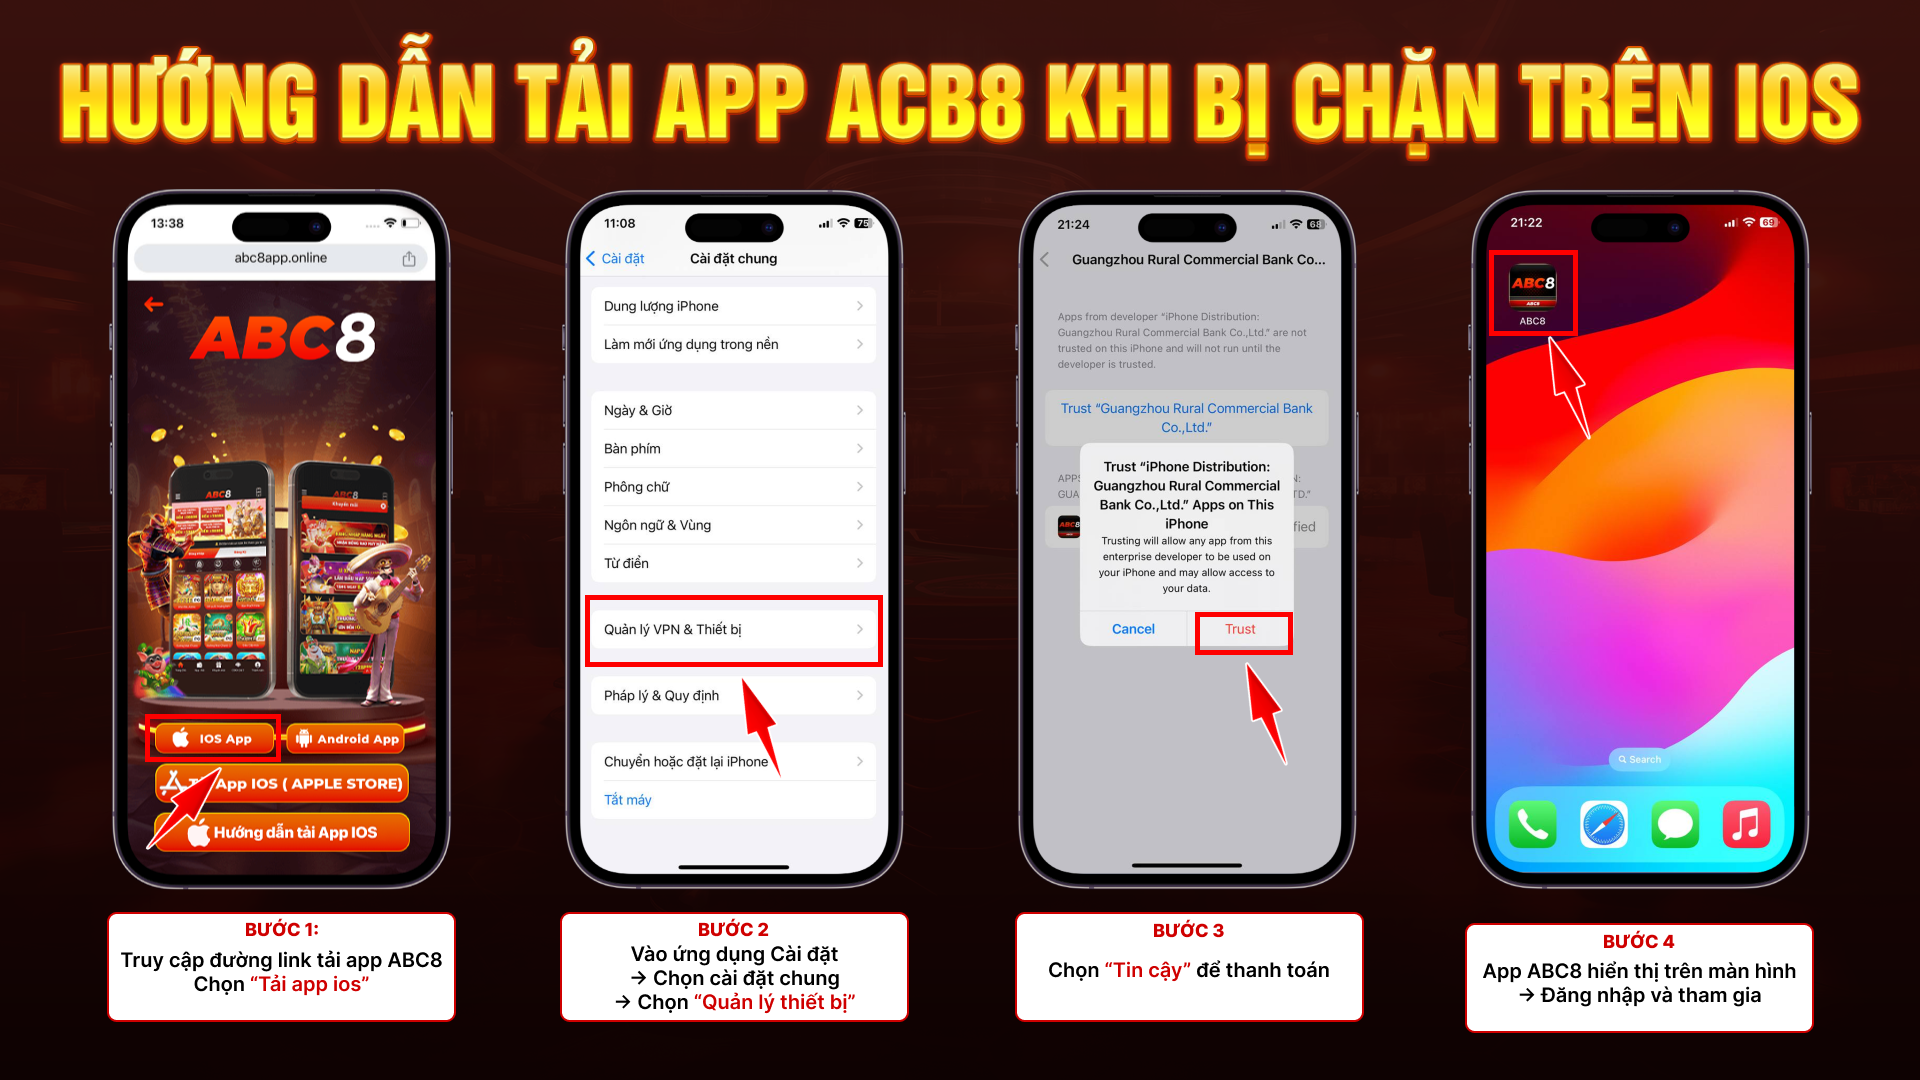 HƯỚNG DẪN TẢI APP ACB8 KHI BỊ CHẶN TRÊN IOS
13:38
abc8app.online
ABC8
ABC8
ABC8
Khuyến mãi
IOS App
Android App
App IOS ( APPLE STORE)
Hướng dẫn tải App IOS
BƯỚC 1:
Truy cập đường link tải app ABC8
Chọn “Tải app ios”
11:08
75
Cài đặt
Cài đặt chung
Dung lượng iPhone
Làm mới ứng dụng trong nền
Ngày & Giờ
Bàn phím
Phông chữ
Ngôn ngữ & Vùng
Từ điển
Quản lý VPN & Thiết bị
Pháp lý & Quy định
Chuyển hoặc đặt lại iPhone
Tắt máy
BƯỚC 2
Vào ứng dụng Cài đặt
→ Chọn cài đặt chung
→ Chọn “Quản lý thiết bị”
21:24
68
Guangzhou Rural Commercial Bank Co...
Apps from developer “iPhone Distribution:
Guangzhou Rural Commercial Bank Co.,Ltd.” are not
trusted on this iPhone and will not run until the
developer is trusted.
Trust “Guangzhou Rural Commercial Bank
Co.,Ltd.”
Trust “iPhone Distribution:
Guangzhou Rural Commercial
Bank Co.,Ltd.” Apps on This
iPhone
Trusting will allow any app from this
enterprise developer to be used on
your iPhone and may allow access to
your data.
Cancel
Trust
ABC8
BƯỚC 3
Chọn “Tin cậy” để thanh toán
21:22
69
ABC8
ABC8
ABC8
Search
BƯỚC 4
App ABC8 hiển thị trên màn hình
→ Đăng nhập và tham gia